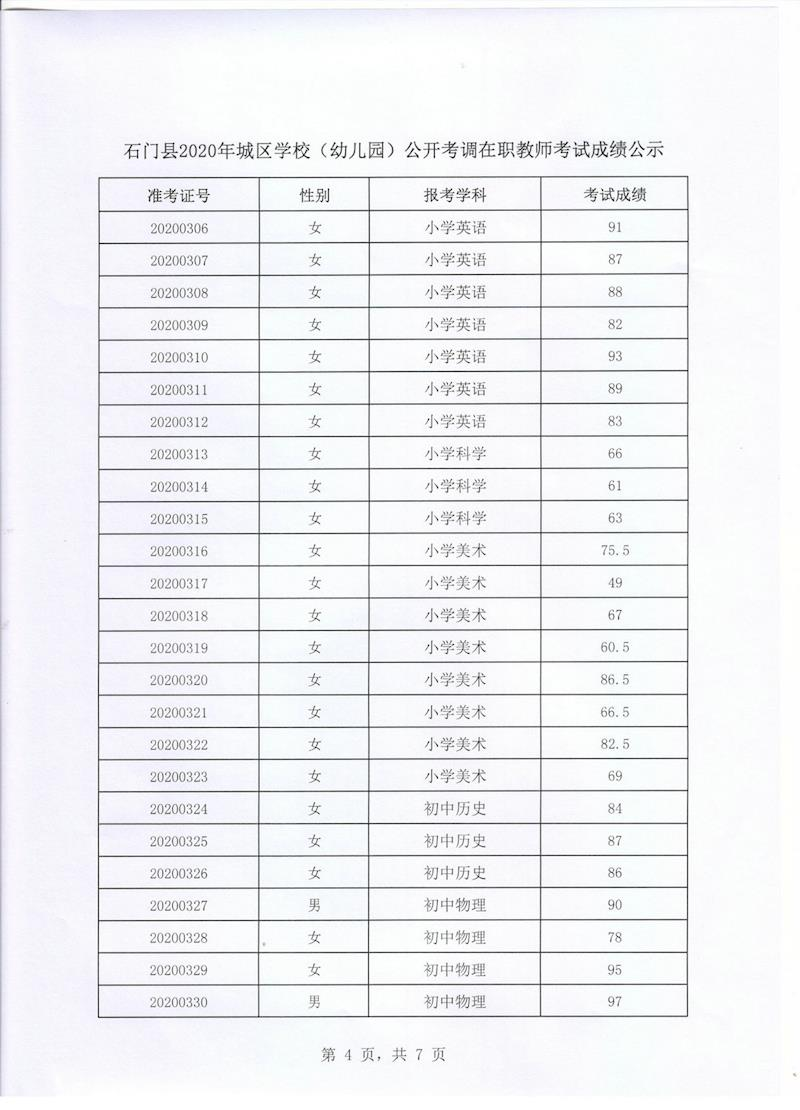 石门县2020年城区学校（幼儿园）公开考调在职教师考试成绩公示
准考证号 性别 报考学科 考试成绩
20200306 女 小学英语 91
20200307 女 小学英语 87
20200308 女 小学英语 88
20200309 女 小学英语 82
20200310 女 小学英语 93
20200311 女 小学英语 89
20200312 女 小学英语 83
20200313 女 小学科学 66
20200314 女 小学科学 61
20200315 女 小学科学 63
20200316 女 小学美术 75.5
20200317 女 小学美术 49
20200318 女 小学美术 67
20200319 女 小学美术 60.5
20200320 女 小学美术 86.5
20200321 女 小学美术 66.5
20200322 女 小学美术 82.5
20200323 女 小学美术 69
20200324 女 初中历史 84
20200325 女 初中历史 87
20200326 女 初中历史 86
20200327 男 初中物理 90
20200328 女 初中物理 78
20200329 女 初中物理 95
20200330 男 初中物理 97
第 4 页，共 7 页